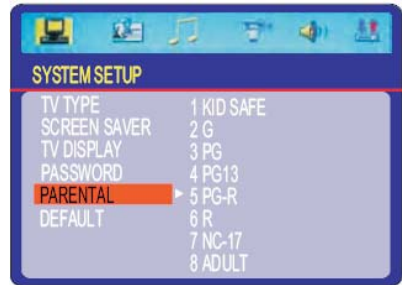 SYSTEM SETUP
TV TYPE
SCREEN SAVER
TV DISPLAY
PASSWORD
PARENTAL
DEFAULT
1 KID SAFE
2 G
3 PG
4 PG13
5 PG-R
6 R
7 NC-17
8 ADULT